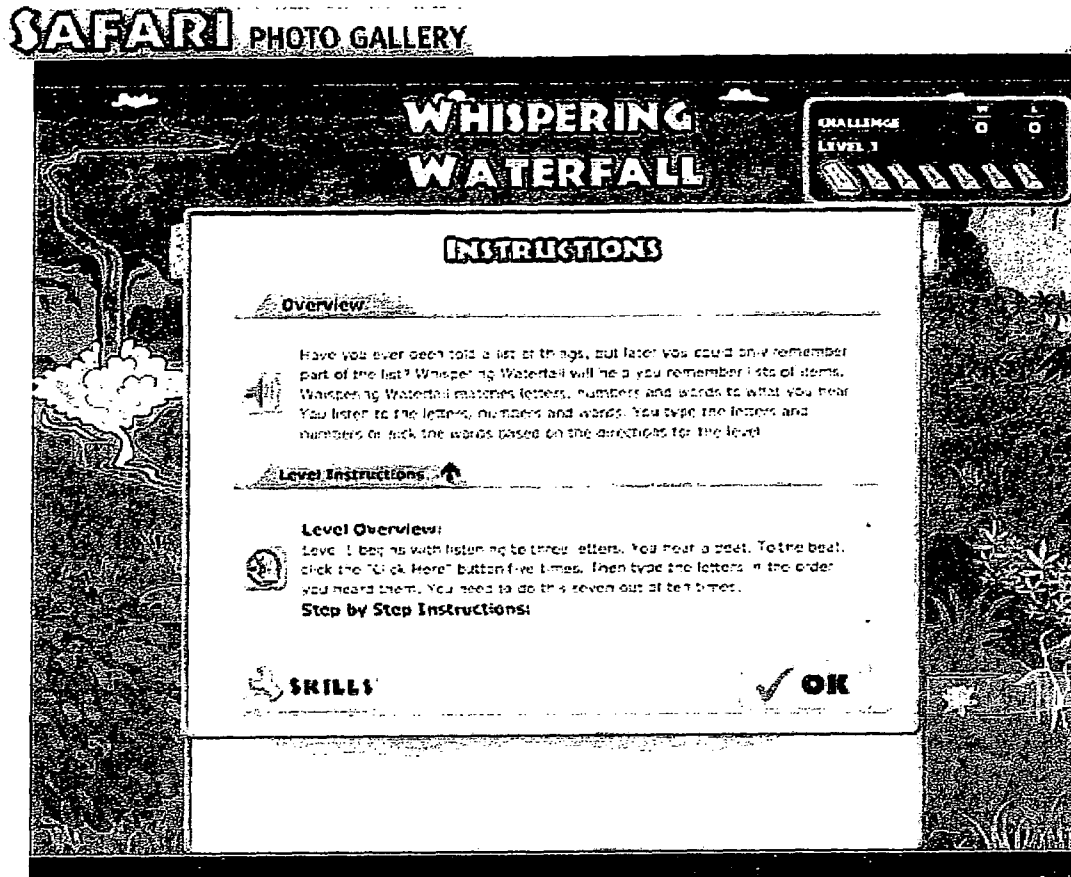 SAFARI PHOTO GALLERY
WHISPERING
WATERFALL
CHALLENGE
LEVEL 1
W
0
L
0
INSTRUCTIONS
Overview
Have you ever been told a list of things, but later you could only remember
part of the list? Whispering Waterfall will help you remember lists of items.
Whispering Waterfall matches letters, numbers and words to what you hear
You listen to the letters, numbers and words. You type the letters and
numbers or pick the words based on the directions for the level
Level Instructions
Level Overview:
Level 1 begins with listening to three letters. You hear a beat. To the beat,
click the "Click Here" button five times. Then type the letters in the order
you heard them. You need to do this seven out of ten times.
Step by Step Instructions:
SKILLS
OK